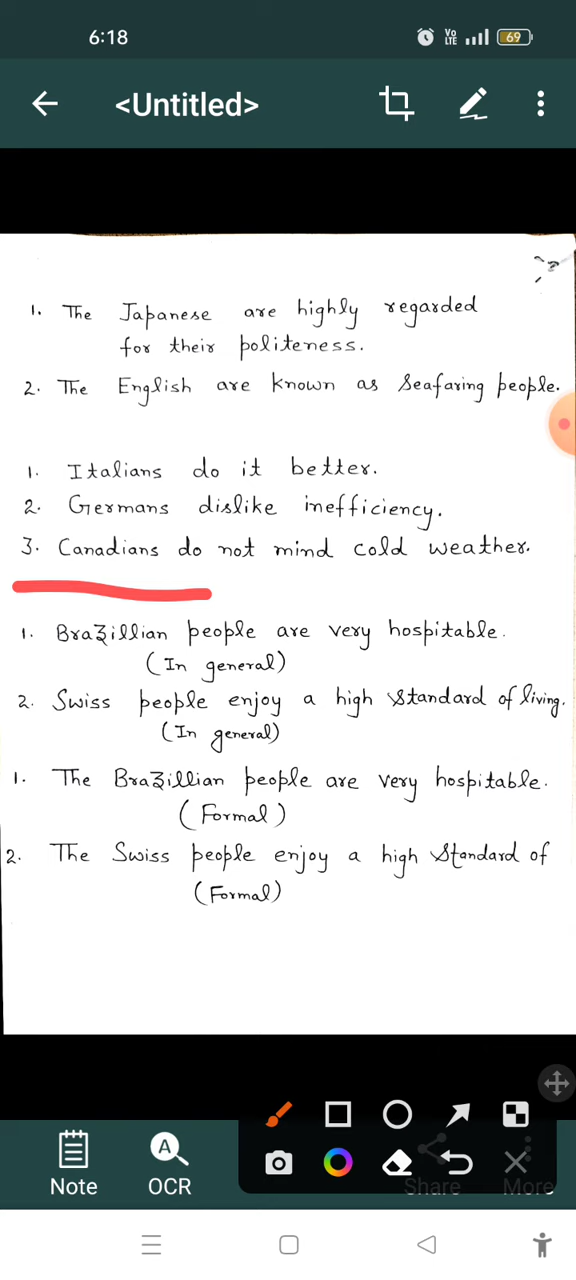 6:18
Vo
LTE
69
<Untitled>
1. The Japanese are highly regarded
for their politeness.
2. The English are known as Seafaring people.
1. Italians do it better.
2. Germans dislike inefficiency.
3. Canadians do not mind cold weather.
1. Brazillian people are very hospitable.
(In general)
2. Swiss people enjoy a high standard of living.
(In general)
1. The Brazillian people are very hospitable.
(Formal)
2. The Swiss people enjoy a high standard of
(Formal)
A
Note OCR Share More